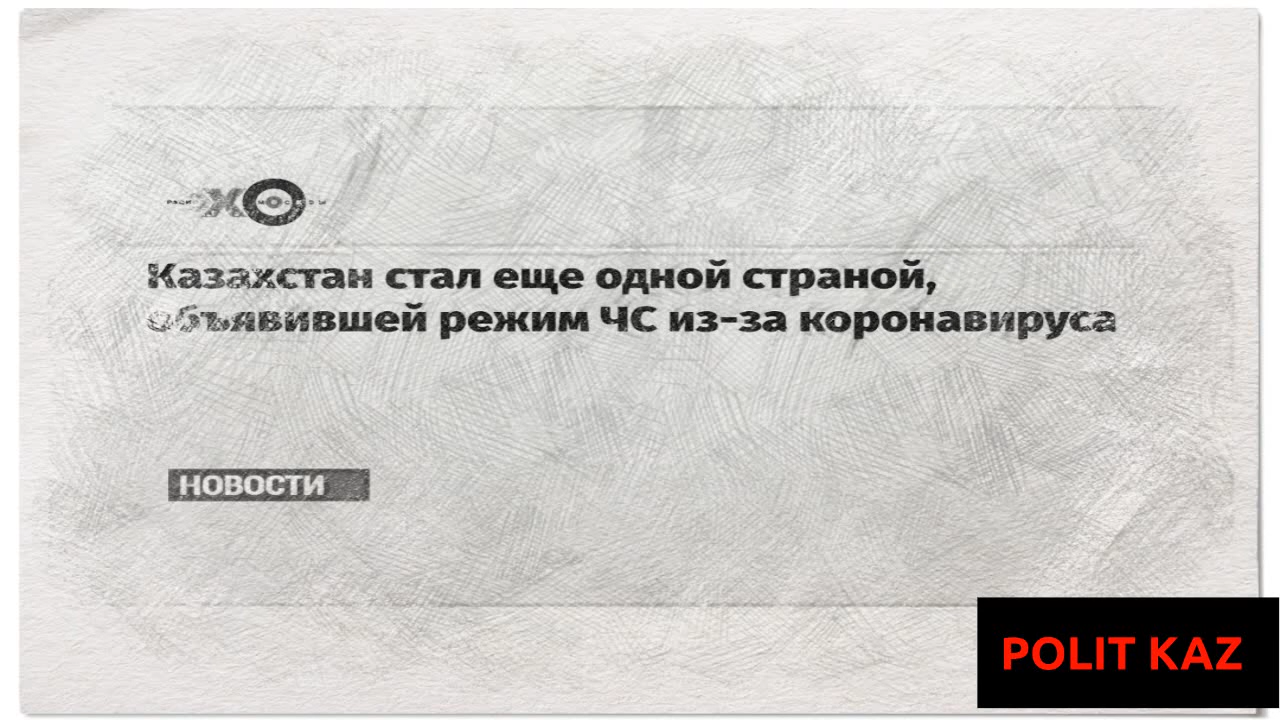 ЭХО
Казахстан стал еще одной страной,
объявившей режим ЧС из-за коронавируса
НОВОСТИ
POLIT KAZ